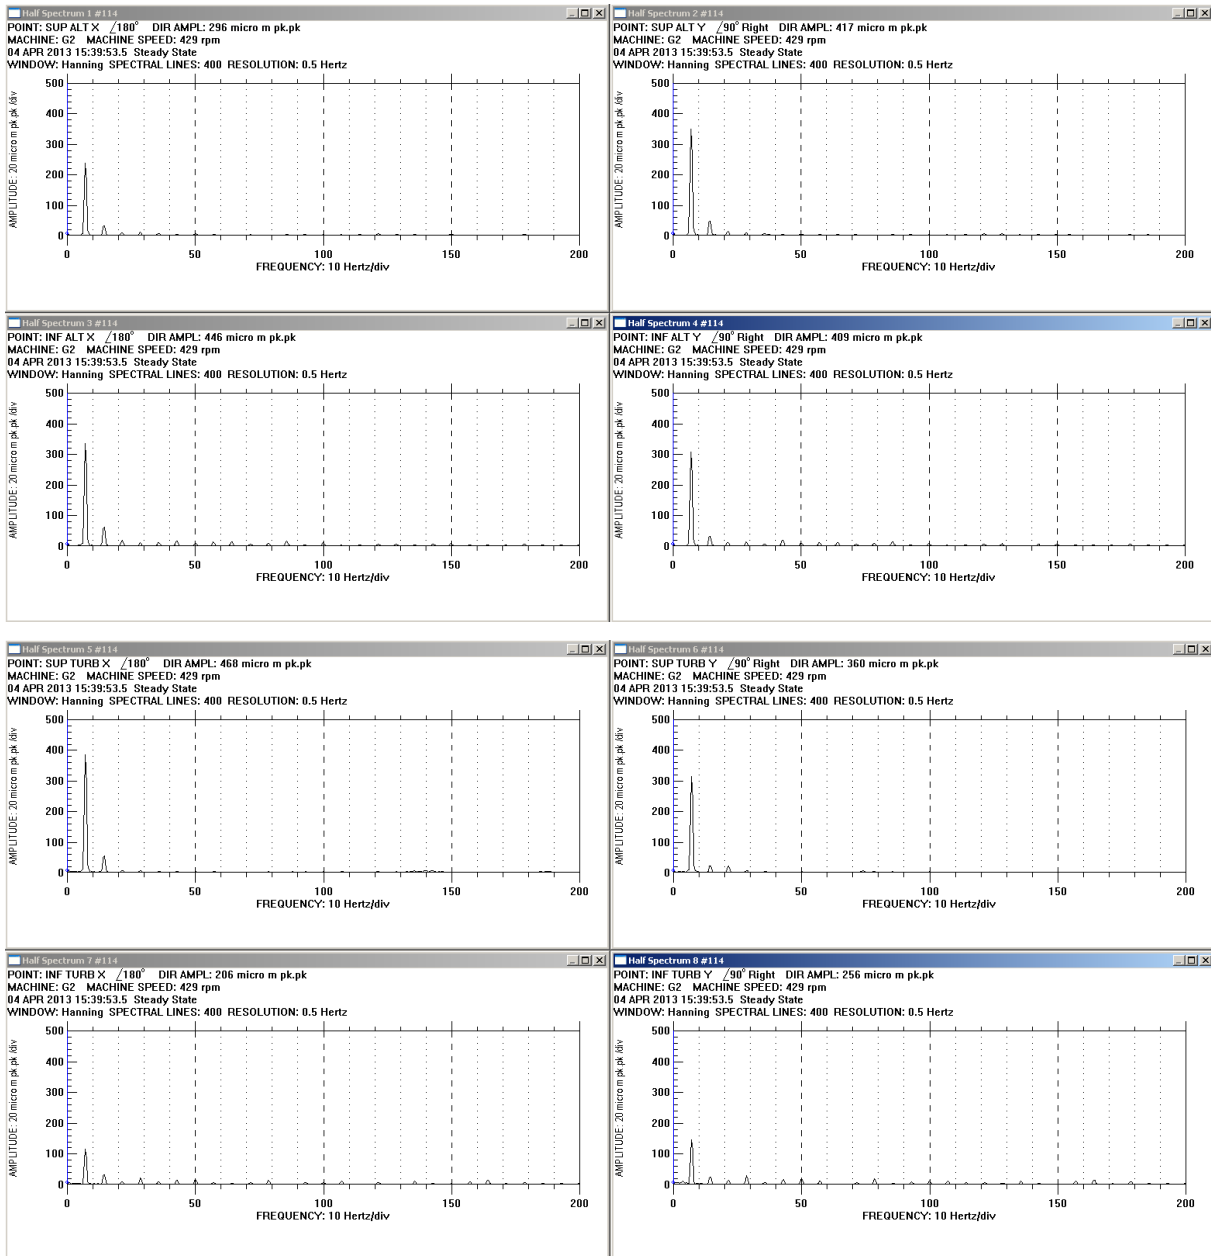 Half Spectrum 1 #114
POINT: SUP ALT X ∠180° DIR AMPL: 296 micro m pk.pk
MACHINE: G2 MACHINE SPEED: 429 rpm
04 APR 2013 15:39:53.5 Steady State
WINDOW: Hanning SPECTRAL LINES: 400 RESOLUTION: 0.5 Hertz
AMPLITUDE: 20 micro m pk.pk /div
500
400
300
200
100
0
0 50 100 150 200
FREQUENCY: 10 Hertz/div
Half Spectrum 2 #114
POINT: SUP ALT Y ∠90° Right DIR AMPL: 417 micro m pk.pk
MACHINE: G2 MACHINE SPEED: 429 rpm
04 APR 2013 15:39:53.5 Steady State
WINDOW: Hanning SPECTRAL LINES: 400 RESOLUTION: 0.5 Hertz
AMPLITUDE: 20 micro m pk.pk /div
500
400
300
200
100
0
0 50 100 150 200
FREQUENCY: 10 Hertz/div
Half Spectrum 3 #114
POINT: INF ALT X ∠180° DIR AMPL: 446 micro m pk.pk
MACHINE: G2 MACHINE SPEED: 429 rpm
04 APR 2013 15:39:53.5 Steady State
WINDOW: Hanning SPECTRAL LINES: 400 RESOLUTION: 0.5 Hertz
AMPLITUDE: 20 micro m pk.pk /div
500
400
300
200
100
0
0 50 100 150 200
FREQUENCY: 10 Hertz/div
Half Spectrum 4 #114
POINT: INF ALT Y ∠90° Right DIR AMPL: 409 micro m pk.pk
MACHINE: G2 MACHINE SPEED: 429 rpm
04 APR 2013 15:39:53.5 Steady State
WINDOW: Hanning SPECTRAL LINES: 400 RESOLUTION: 0.5 Hertz
AMPLITUDE: 20 micro m pk.pk /div
500
400
300
200
100
0
0 50 100 150 200
FREQUENCY: 10 Hertz/div
Half Spectrum 5 #114
POINT: SUP TURB X ∠180° DIR AMPL: 468 micro m pk.pk
MACHINE: G2 MACHINE SPEED: 429 rpm
04 APR 2013 15:39:53.5 Steady State
WINDOW: Hanning SPECTRAL LINES: 400 RESOLUTION: 0.5 Hertz
AMPLITUDE: 20 micro m pk.pk /div
500
400
300
200
100
0
0 50 100 150 200
FREQUENCY: 10 Hertz/div
Half Spectrum 6 #114
POINT: SUP TURB Y ∠90° Right DIR AMPL: 360 micro m pk.pk
MACHINE: G2 MACHINE SPEED: 429 rpm
04 APR 2013 15:39:53.5 Steady State
WINDOW: Hanning SPECTRAL LINES: 400 RESOLUTION: 0.5 Hertz
AMPLITUDE: 20 micro m pk.pk /div
500
400
300
200
100
0
0 50 100 150 200
FREQUENCY: 10 Hertz/div
Half Spectrum 7 #114
POINT: INF TURB X ∠180° DIR AMPL: 206 micro m pk.pk
MACHINE: G2 MACHINE SPEED: 429 rpm
04 APR 2013 15:39:53.5 Steady State
WINDOW: Hanning SPECTRAL LINES: 400 RESOLUTION: 0.5 Hertz
AMPLITUDE: 20 micro m pk.pk /div
500
400
300
200
100
0
0 50 100 150 200
FREQUENCY: 10 Hertz/div
Half Spectrum 8 #114
POINT: INF TURB Y ∠90° Right DIR AMPL: 256 micro m pk.pk
MACHINE: G2 MACHINE SPEED: 429 rpm
04 APR 2013 15:39:53.5 Steady State
WINDOW: Hanning SPECTRAL LINES: 400 RESOLUTION: 0.5 Hertz
AMPLITUDE: 20 micro m pk.pk /div
500
400
300
200
100
0
0 50 100 150 200
FREQUENCY: 10 Hertz/div